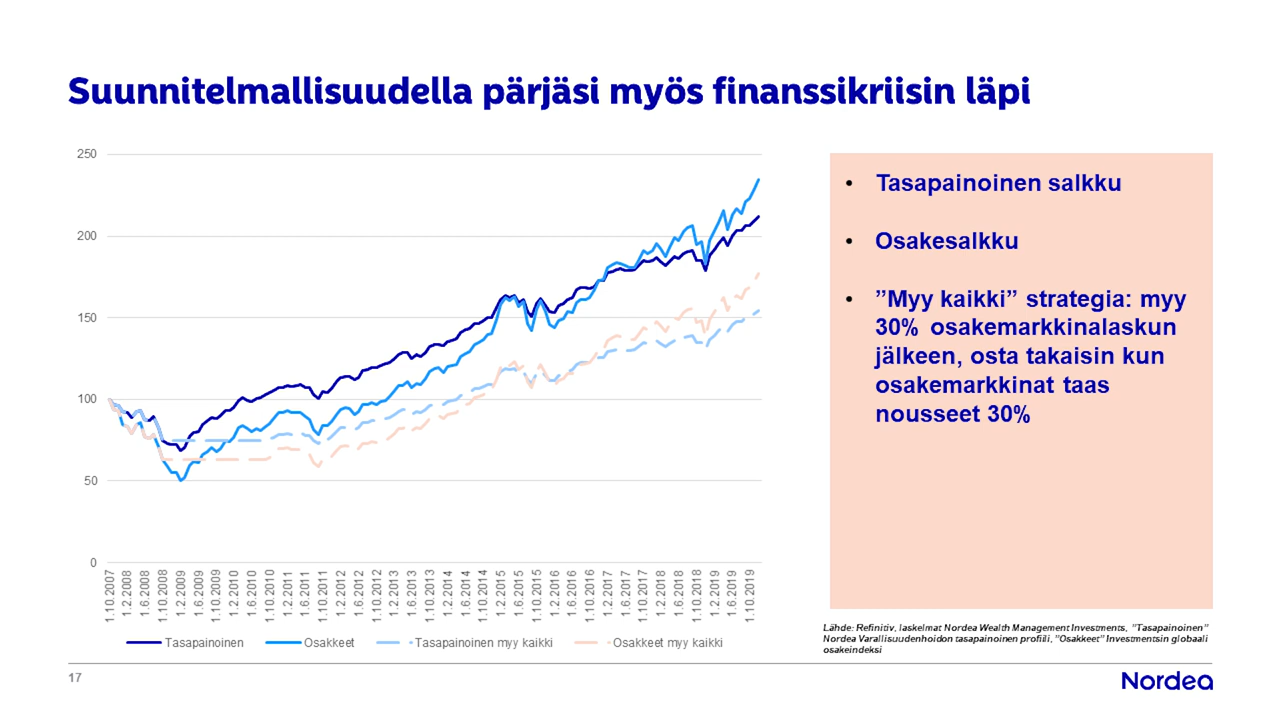 Suunnitelmallisuudella pärjäsi myös finanssikriisin läpi
250
200
150
100
50
0
1.10.2007
1.2.2008
1.6.2008
1.10.2008
1.2.2009
1.6.2009
1.10.2009
1.2.2010
1.6.2010
1.10.2010
1.2.2011
1.6.2011
1.10.2011
1.2.2012
1.6.2012
1.10.2012
1.2.2013
1.6.2013
1.10.2013
1.2.2014
1.6.2014
1.10.2014
1.2.2015
1.6.2015
1.10.2015
1.2.2016
1.6.2016
1.10.2016
1.2.2017
1.6.2017
1.10.2017
1.2.2018
1.6.2018
1.10.2018
1.2.2019
1.6.2019
1.10.2019
Tasapainoinen
Osakkeet
Tasapainoinen myy kaikki
Osakkeet myy kaikki
• Tasapainoinen salkku
• Osakesalkku
• ”Myy kaikki” strategia: myy
30% osakemarkkinalaskun
jälkeen, osta takaisin kun
osakemarkkinat taas
nousseet 30%
Lähde: Refinitiv, laskelmat Nordea Wealth Management Investments, ”Tasapainoinen”
Nordea Varallisuudenhoidon tasapainoinen profiili, ”Osakkeet” Investmentsin globaali
osakeindeksi
17
Nordea